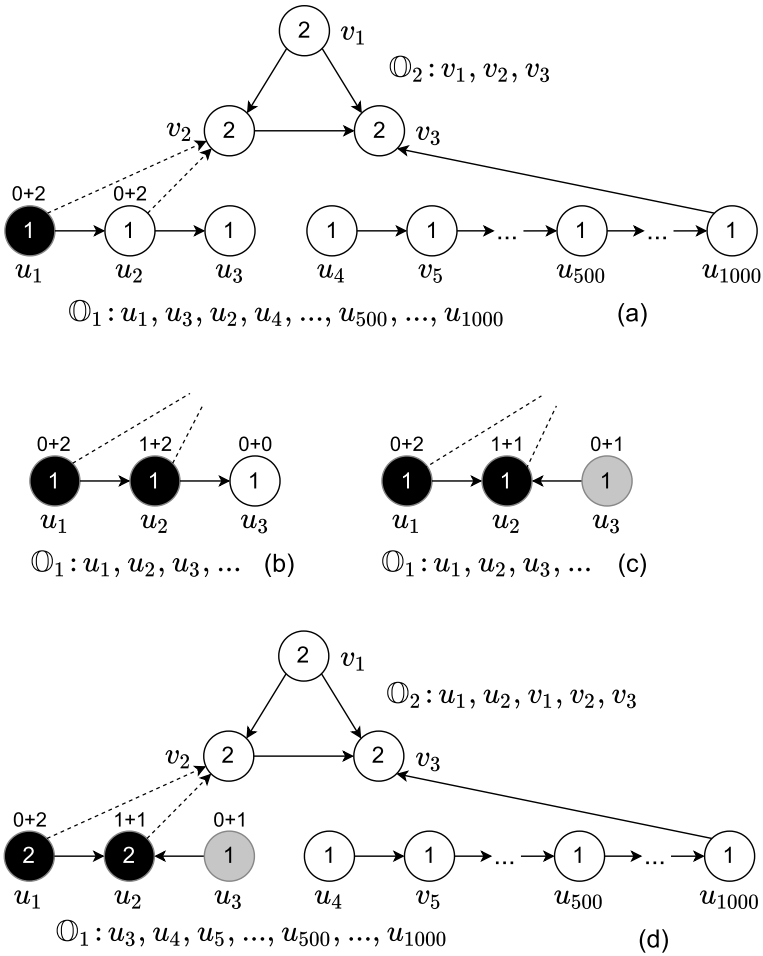 2 v₁
𝕆₂: v₁, v₂, v₃
v₂ 2 2 v₃
0+2 0+2
1 1 1 1 1 ... 1 ... 1
u₁ u₂ u₃ u₄ v₅ u₅₀₀ u₁₀₀₀
𝕆₁: u₁, u₃, u₂, u₄, ..., u₅₀₀, ..., u₁₀₀₀ (a)
0+2 1+2 0+0 0+2 1+1 0+1
1 1 1 1 1 1
u₁ u₂ u₃ u₁ u₂ u₃
𝕆₁: u₁, u₂, u₃, ... (b) 𝕆₁: u₁, u₂, u₃, ... (c)
2 v₁
𝕆₂: u₁, u₂, v₁, v₂, v₃
v₂ 2 2 v₃
0+2 1+1 0+1
2 2 1 1 1 ... 1 ... 1
u₁ u₂ u₃ u₄ v₅ u₅₀₀ u₁₀₀₀
𝕆₁: u₃, u₄, u₅, ..., u₅₀₀, ..., u₁₀₀₀ (d)